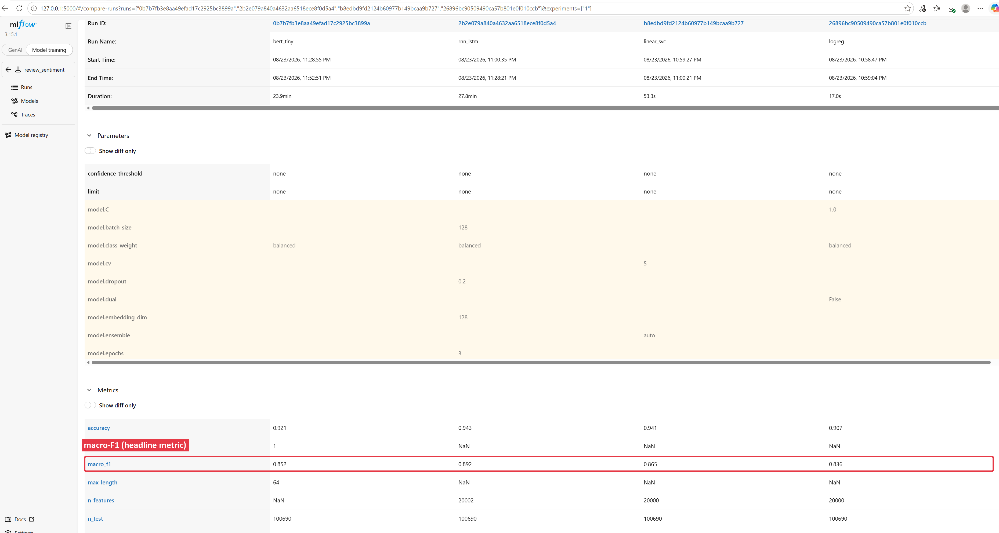 127.0.0.1:5000/#/compare-runs?runs=["0b7b7fb3e8aa49efad17c2925bc3899a","2b2e079a840a4632aa6518ece8f0d5a4","b8edbd9fd2124b60977b149bcaa9b727","26896bc90509490ca57b801e0f010ccb"]&experiments=["1"]
mlflow
3.15.1
GenAI Model training
review_sentiment
Runs
Models
Traces
Model registry
Docs
Settings
Run ID: 0b7b7fb3e8aa49efad17c2925bc3899a 2b2e079a840a4632aa6518ece8f0d5a4 b8edbd9fd2124b60977b149bcaa9b727 26896bc90509490ca57b801e0f010ccb
Run Name: bert_tiny rnn_lstm linear_svc logreg
Start Time: 08/23/2026, 11:28:55 PM 08/23/2026, 11:00:35 PM 08/23/2026, 10:59:27 PM 08/23/2026, 10:58:47 PM
End Time: 08/23/2026, 11:52:51 PM 08/23/2026, 11:28:21 PM 08/23/2026, 11:00:21 PM 08/23/2026, 10:59:04 PM
Duration: 23.9min 27.8min 53.3s 17.0s
Parameters
Show diff only
confidence_threshold none none none none
limit none none none none
model.C 1.0
model.batch_size 128
model.class_weight balanced balanced balanced
model.cv 5
model.dropout 0.2
model.dual False
model.embedding_dim 128
model.ensemble auto
model.epochs 3
Metrics
Show diff only
accuracy 0.921 0.943 0.941 0.907
macro-F1 (headline metric) 1 NaN NaN NaN
macro_f1 0.852 0.892 0.865 0.836
max_length 64 NaN NaN NaN
n_features NaN 20002 20000 20000
n_test 100690 100690 100690 100690